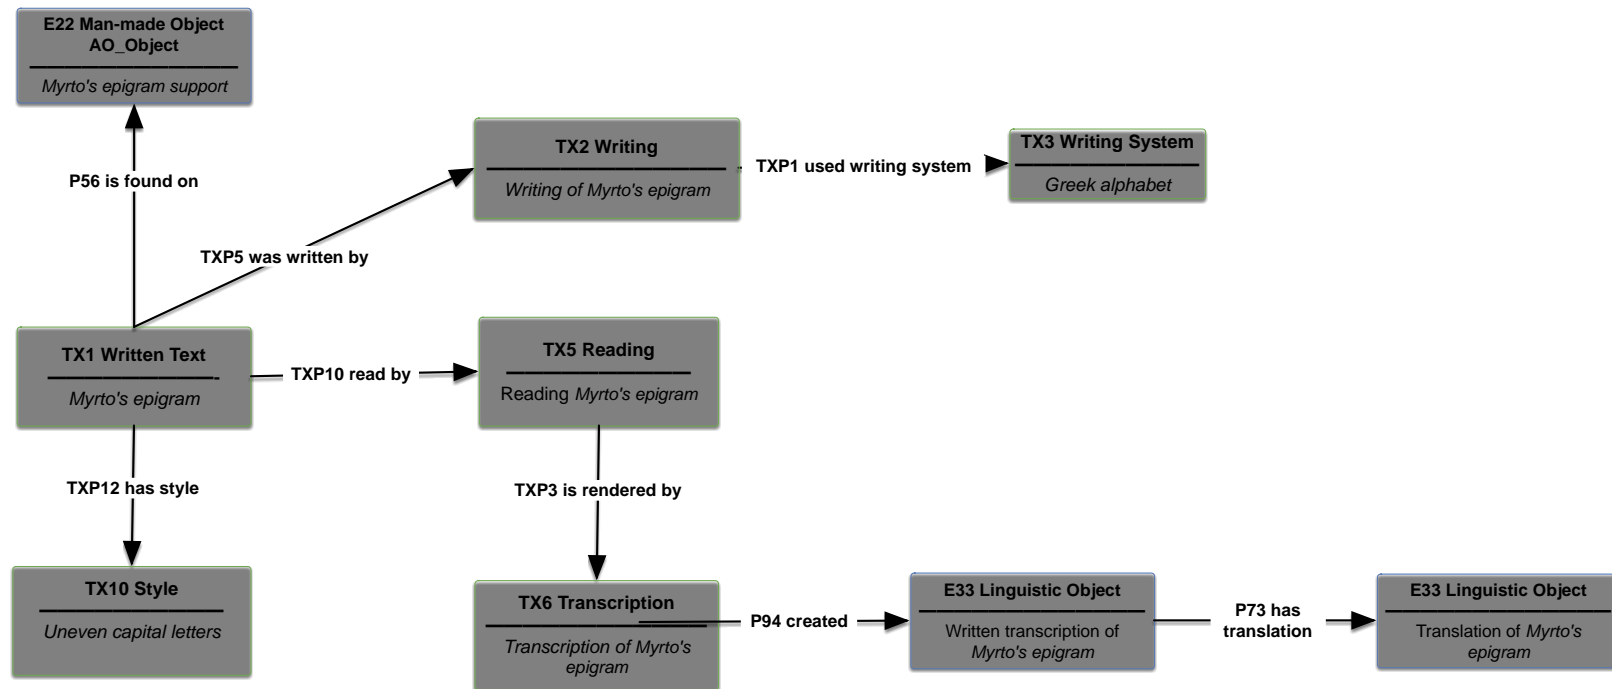 E22 Man-made Object
AO_Object
Myrto's epigram support
P56 is found on
TX2 Writing
Writing of Myrto's epigram
TXP1 used writing system
TX3 Writing System
Greek alphabet
TXP5 was written by
TX1 Written Text
Myrto's epigram
TXP10 read by
TX5 Reading
Reading Myrto's epigram
TXP12 has style
TXP3 is rendered by
TX10 Style
Uneven capital letters
TX6 Transcription
Transcription of Myrto's
epigram
P94 created
E33 Linguistic Object
Written transcription of
Myrto's epigram
P73 has
translation
E33 Linguistic Object
Translation of Myrto's
epigram